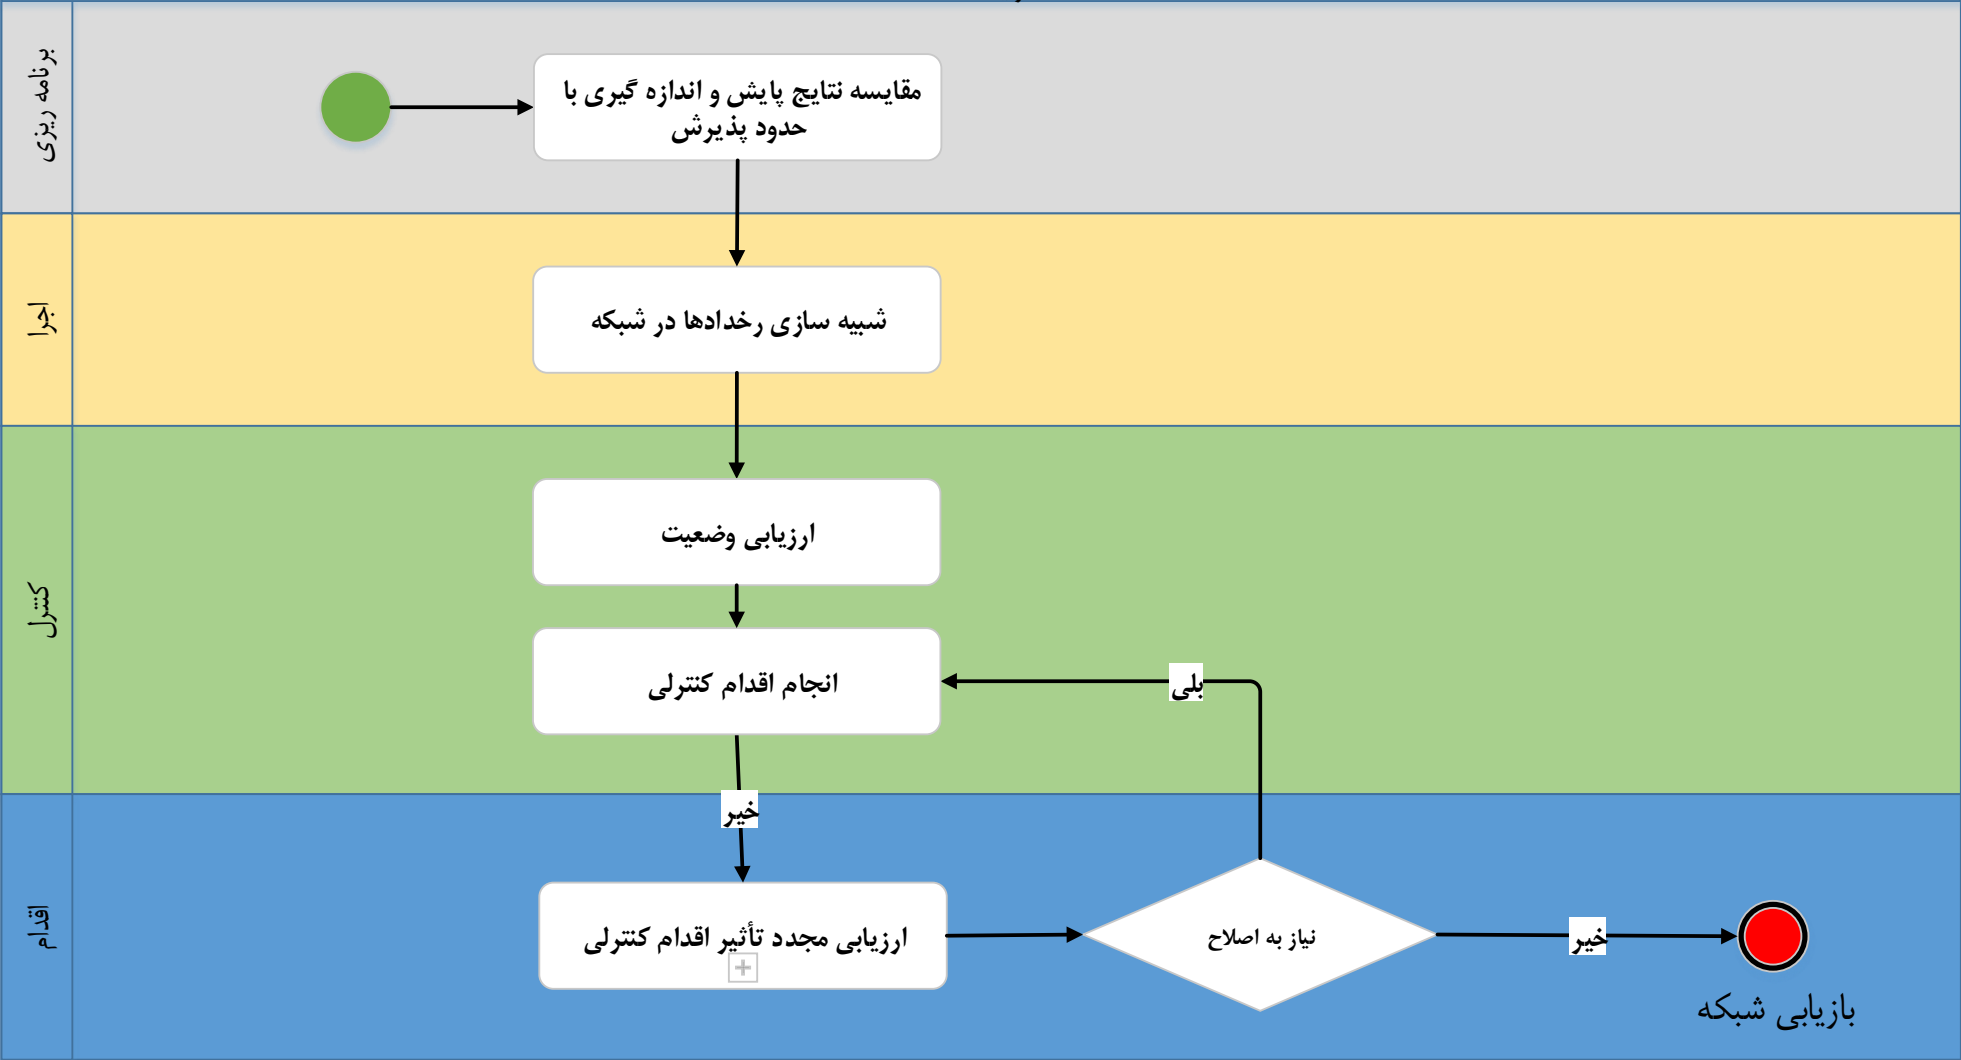 برنامه ریزی
مقایسه نتایج پایش و اندازه گیری با
حدود پذیرش
اجرا
شبیه سازی رخدادها در شبکه
کنترل
ارزیابی وضعیت
انجام اقدام کنترلی
بلی
خیر
اقدام
ارزیابی مجدد تأثیر اقدام کنترلی
نیاز به اصلاح
خیر
بازیابی شبکه